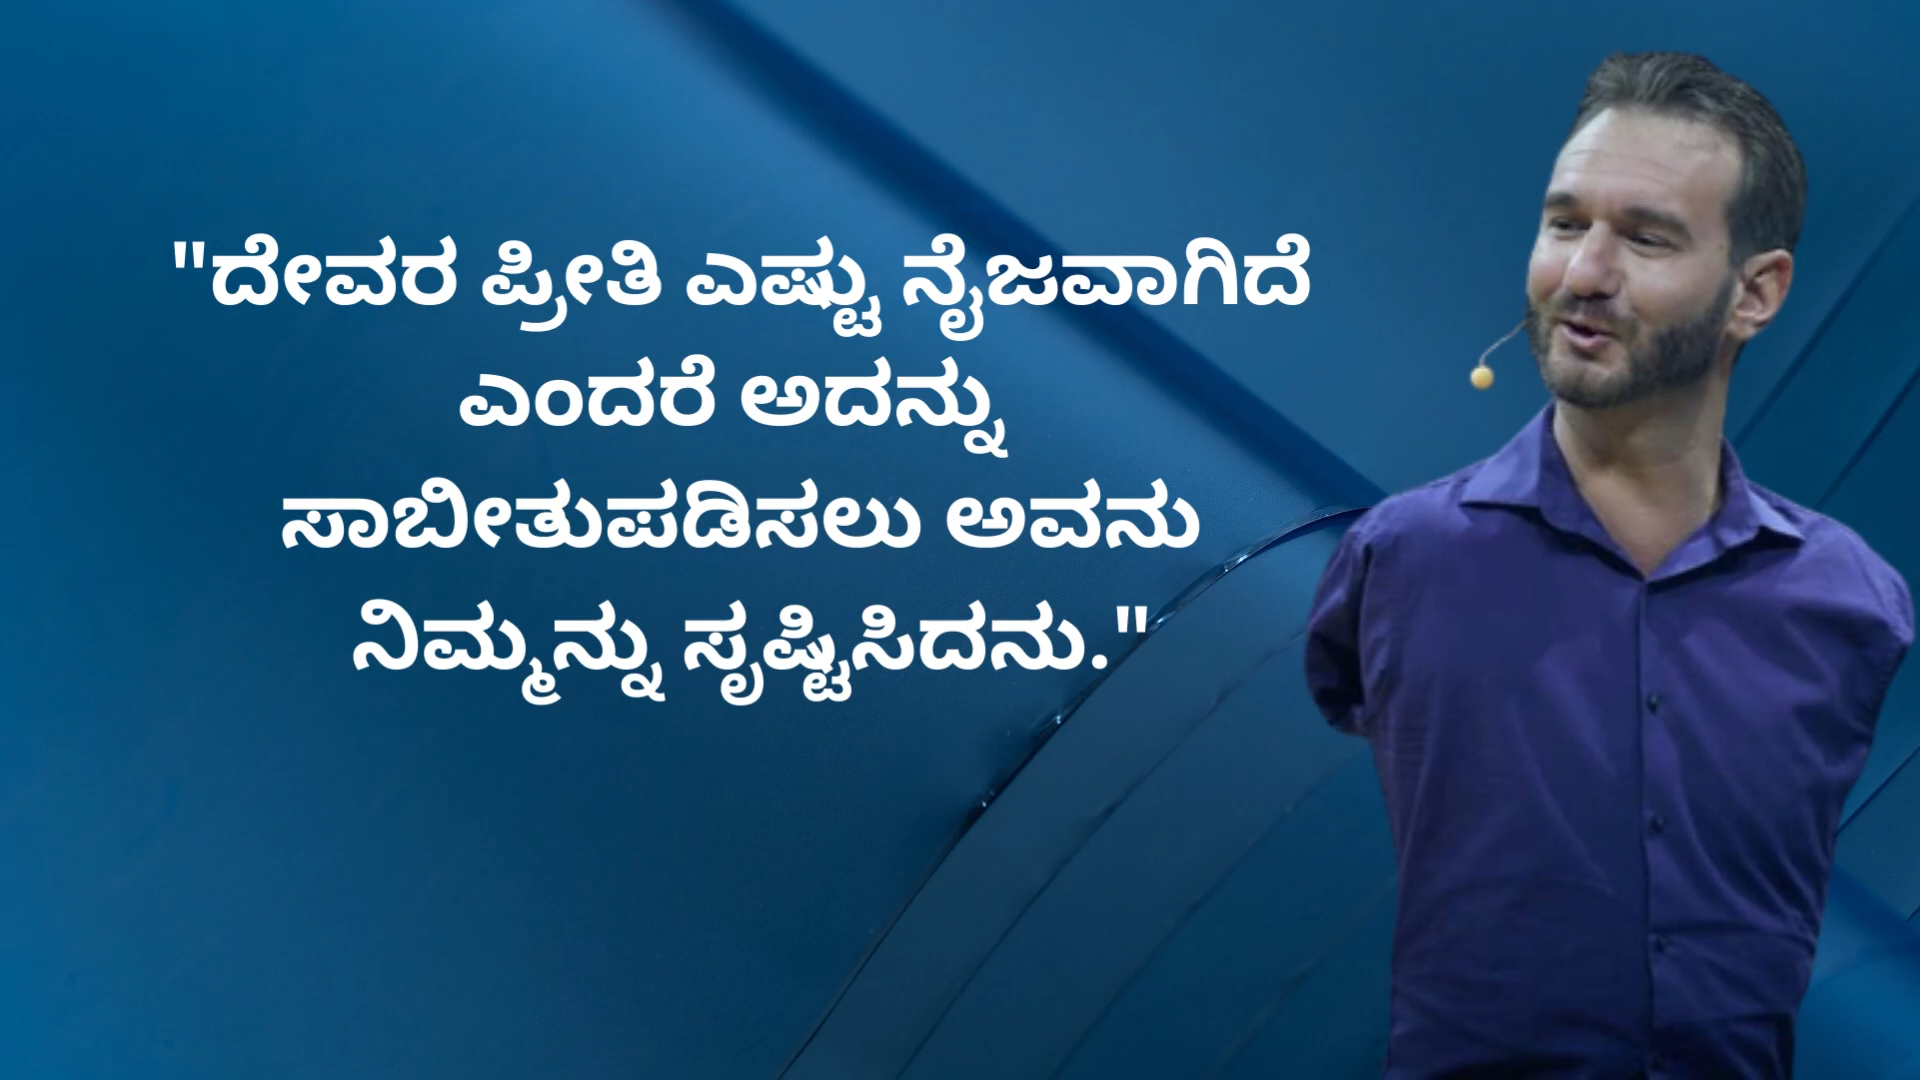 "ದೇವರ ಪ್ರೀತಿ ಎಷ್ಟು ನೈಜವಾಗಿದೆ
ಎಂದರೆ ಅದನ್ನು
ಸಾಬೀತುಪಡಿಸಲು ಅವನು
ನಿಮ್ಮನ್ನು ಸೃಷ್ಟಿಸಿದನು."